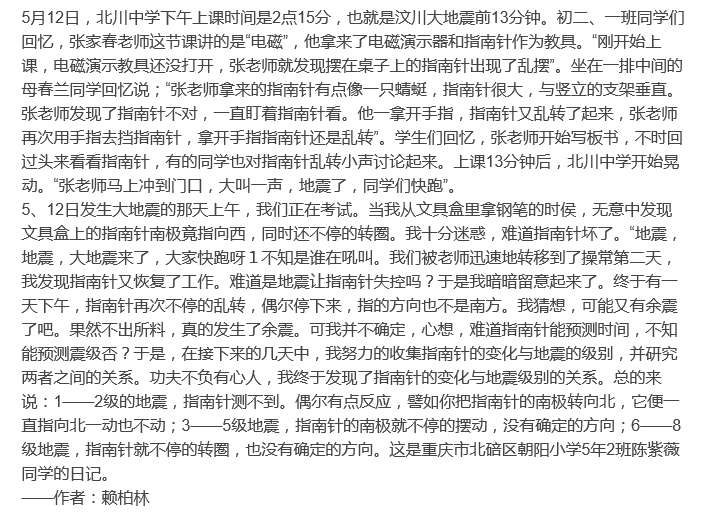 5月12日，北川中学下午上课时间是2点15分，也就是汶川大地震前13分钟。初二、一班同学们
回忆，张家春老师这节课讲的是“电磁”，他拿来了电磁演示器和指南针作为教具。“刚开始上
课，电磁演示教具还没打开，张老师就发现摆在桌子上的指南针出现了乱摆”。坐在一排中间的
母春兰同学回忆说；“张老师拿来的指南针有点像一只蜻蜓，指南针很大，与竖立的支架垂直。
张老师发现了指南针不对，一直盯着指南针看。他一拿开手指，指南针又乱转了起来，张老师
再次用手指去挡指南针，拿开手指指南针还是乱转”。学生们回忆，张老师开始写板书，不时回
过头来看看指南针，有的同学也对指南针乱转小声讨论起来。上课13分钟后，北川中学开始晃
动。“张老师马上冲到门口，大叫一声，地震了，同学们快跑”。
5、12日发生大地震的那天上午，我们正在考试。当我从文具盒里拿钢笔的时侯，无意中发现
文具盒上的指南针南极竟指向西，同时还不停的转圈。我十分迷惑，难道指南针坏了。“地震，
地震，大地震来了，大家快跑呀１不知是谁在吼叫。我们被老师迅速地转移到了操常第二天，
我发现指南针又恢复了工作。难道是地震让指南针失控吗？于是我暗暗留意起来了。终于有一
天下午，指南针再次不停的乱转，偶尔停下来，指的方向也不是南方。我猜想，可能又有余震
了吧。果然不出所料，真的发生了余震。可我并不确定，心想，难道指南针能预测时间，不知
能预测震级否？于是，在接下来的几天中，我努力的收集指南针的变化与地震的级别，并研究
两者之间的关系。功夫不负有心人，我终于发现了指南针的变化与地震级别的关系。总的来
说：1——2级的地震，指南针测不到。偶尔有点反应，譬如你把指南针的南极转向北，它便一
直指向北一动也不动；3——5级地震，指南针的南极就不停的摆动，没有确定的方向；6——8
级地震，指南针就不停的转圈，也没有确定的方向。这是重庆市北碚区朝阳小学5年2班陈紫薇
同学的日记。
——作者：赖柏林